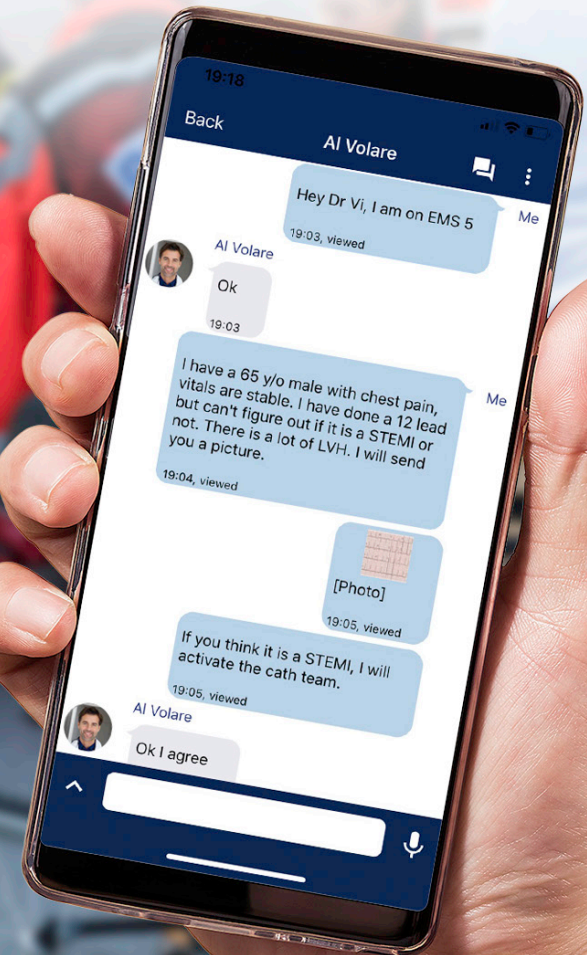 19:18
Back
Al Volare
Hey Dr Vi, I am on EMS 5
19:03, viewed
Me
Al Volare
Ok
19:03
I have a 65 y/o male with chest pain,
vitals are stable. I have done a 12 lead
but can't figure out if it is a STEMI or
not. There is a lot of LVH. I will send
you a picture.
19:04, viewed
Me
[Photo]
19:05, viewed
If you think it is a STEMI, I will
activate the cath team.
19:05, viewed
Al Volare
Ok I agree